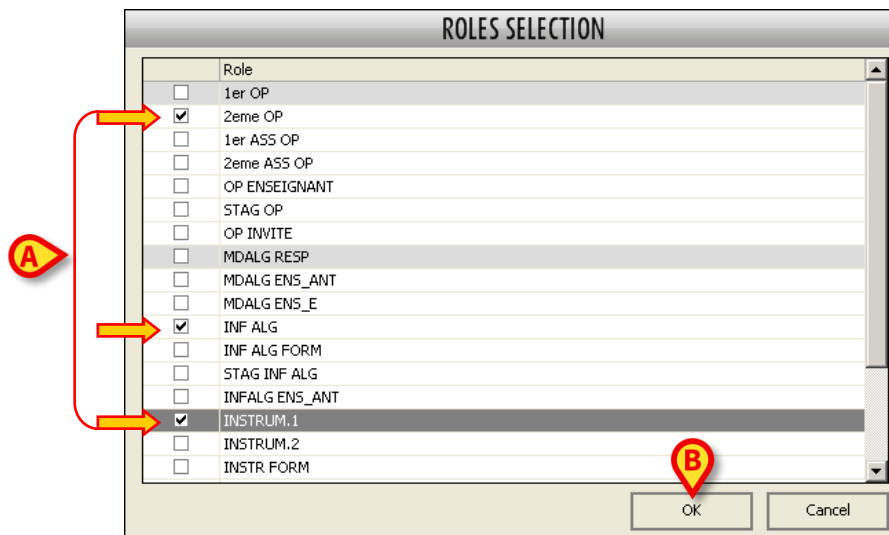 ROLES SELECTION
Role
1er OP
2eme OP
1er ASS OP
2eme ASS OP
OP ENSEIGNANT
STAG OP
OP INVITE
A
MDALG RESP
MDALG ENS_ANT
MDALG ENS_E
INF ALG
INF ALG FORM
STAG INF ALG
INFALG ENS_ANT
INSTRUM.1
INSTRUM.2
INSTR FORM
B
OK Cancel